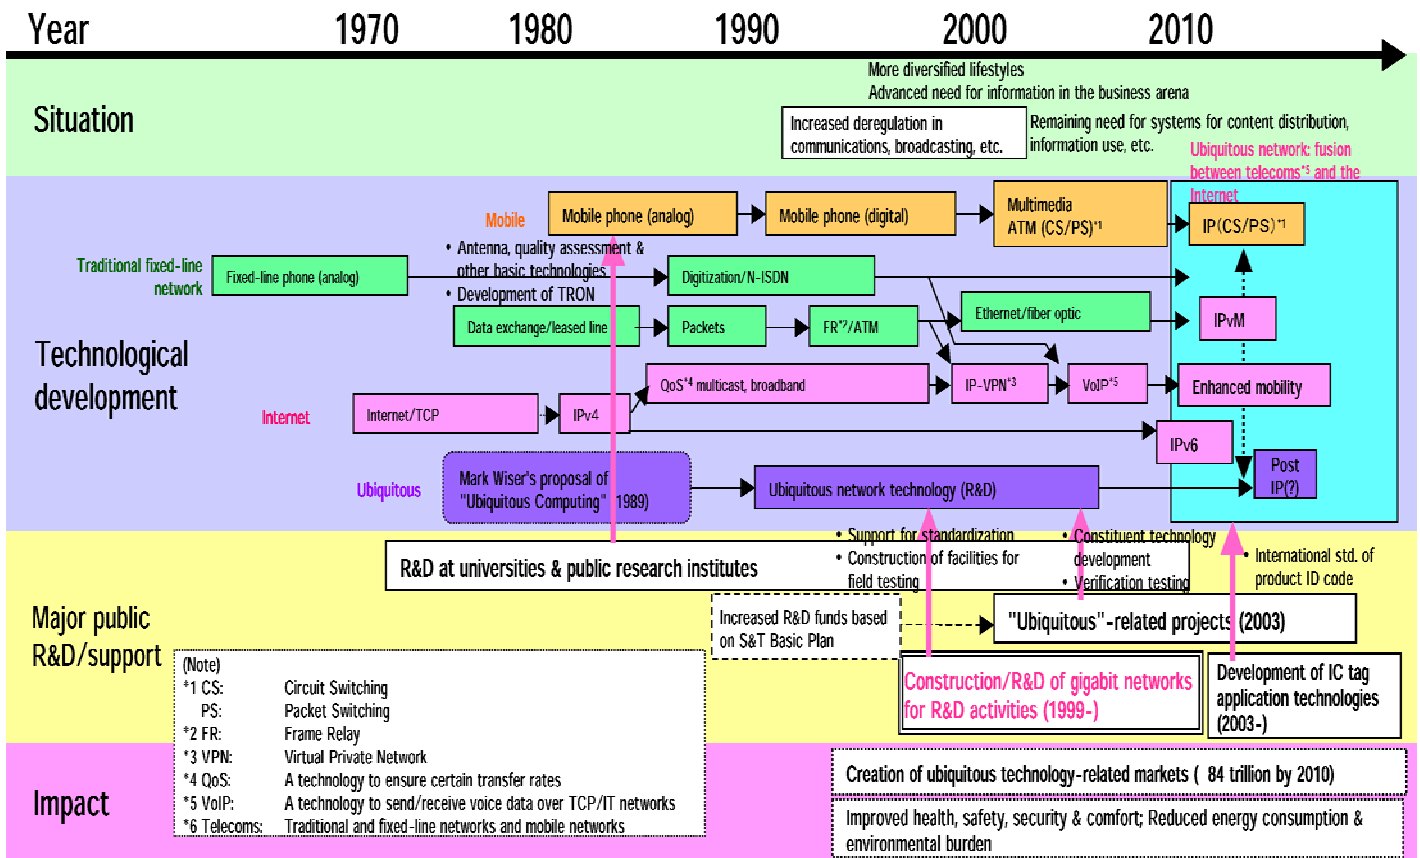 Year 1970 1980 1990 2000 2010
Situation
More diversified lifestyles
Advanced need for information in the business arena
Increased deregulation in
communications, broadcasting, etc.
Remaining need for systems for content distribution,
information use, etc.
Ubiquitous network: fusion
between telecoms*5 and the
Internet
Technological
development
Mobile
Mobile phone (analog)
Mobile phone (digital)
Multimedia
ATM (CS/PS)*1
IP(CS/PS)*1
• Antenna, quality assessment &
other basic technologies
• Development of TRON
Traditional fixed-line
network
Fixed-line phone (analog)
Digitization/N-ISDN
Data exchange/leased line
Packets
FR*2/ATM
Ethernet/fiber optic
IPvM
QoS*4 multicast, broadband
IP-VPN*3
VoIP*5
Enhanced mobility
Internet
Internet/TCP
IPv4
IPv6
Ubiquitous
Mark Wiser's proposal of
"Ubiquitous Computing" 1989)
Ubiquitous network technology (R&D)
Post
IP(?)
Major public
R&D/support
R&D at universities & public research institutes
• Support for standardization
• Construction of facilities for
field testing
• Constituent technology
development
• Verification testing
• International std. of
product ID code
Increased R&D funds based
on S&T Basic Plan
"Ubiquitous"-related projects (2003)
Construction/R&D of gigabit networks
for R&D activities (1999-)
Development of IC tag
application technologies
(2003-)
(Note)
*1 CS: Circuit Switching
PS: Packet Switching
*2 FR: Frame Relay
*3 VPN: Virtual Private Network
*4 QoS: A technology to ensure certain transfer rates
*5 VoIP: A technology to send/receive voice data over TCP/IT networks
*6 Telecoms: Traditional and fixed-line networks and mobile networks
Impact
Creation of ubiquitous technology-related markets ( 84 trillion by 2010)
Improved health, safety, security & comfort; Reduced energy consumption &
environmental burden